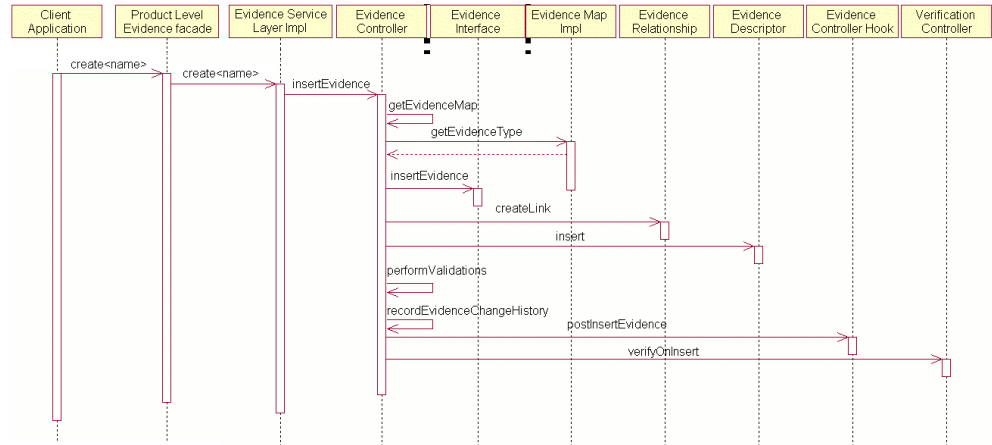 Client
Application
Product Level
Evidence facade
Evidence Service
Layer Impl
Evidence
Controller
Evidence
Interface
Evidence Map
Impl
Evidence
Relationship
Evidence
Descriptor
Evidence
Controller Hook
Verification
Controller
create<name>
create<name>
insertEvidence
getEvidenceMap
getEvidenceType
insertEvidence
createLink
insert
performValidations
recordEvidenceChangeHistory
postInsertEvidence
verifyOnInsert